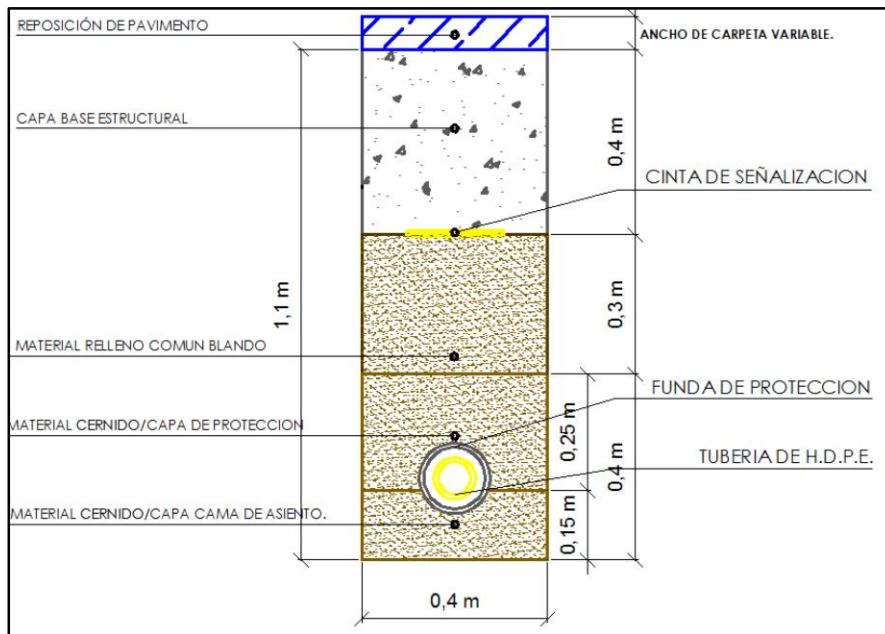 REPOSICIÓN DE PAVIMENTO
ANCHO DE CARPETA VARIABLE.
CAPA BASE ESTRUCTURAL
0,4 m
CINTA DE SEÑALIZACION
1,1 m
0,3 m
MATERIAL RELLENO COMUN BLANDO
FUNDA DE PROTECCION
0,25 m
MATERIAL CERNIDO/CAPA DE PROTECCION
TUBERIA DE H.D.P.E.
0,4 m
MATERIAL CERNIDO/CAPA CAMA DE ASIENTO.
0,15 m
0,4 m